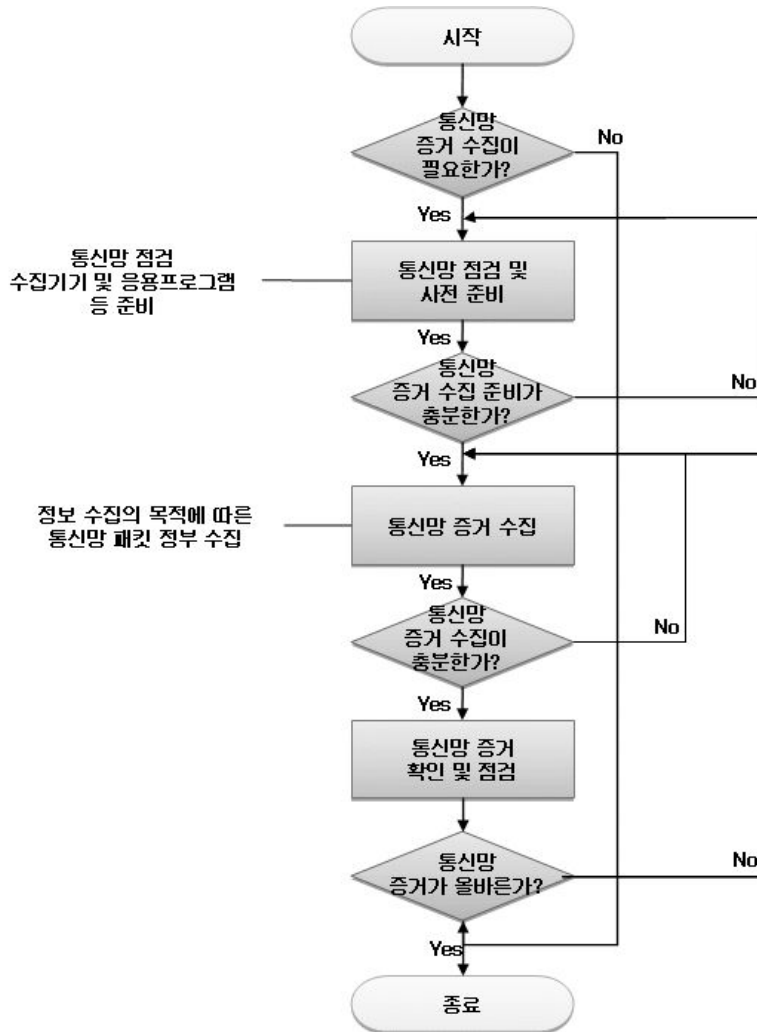 시작
통신망
증거 수집이
필요한가?
No
Yes
통신망 점검
수집기기 및 응용프로그램
등 준비
통신망 점검 및
사전 준비
Yes
통신망
증거 수집 준비가
충분한가?
No
Yes
정보 수집의 목적에 따른
통신망 패킷 정부 수집
통신망 증거 수집
Yes
통신망
증거 수집이
충분한가?
No
Yes
통신망 증거
확인 및 점검
통신망
증거가 올바른가?
No
Yes
종료